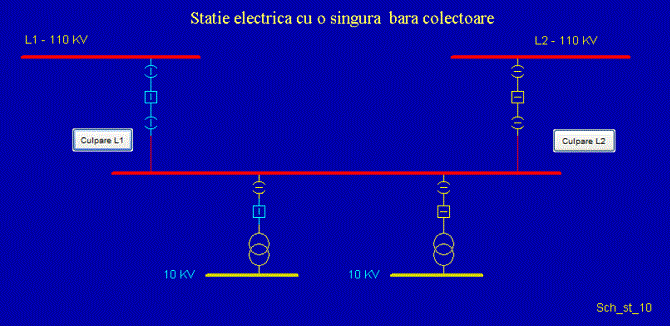 Statie electrica cu o singura bara colectoare
L1 - 110 KV
L2 - 110 KV
Culpare L1
Culpare L2
10 KV
10 KV
Sch_st_10